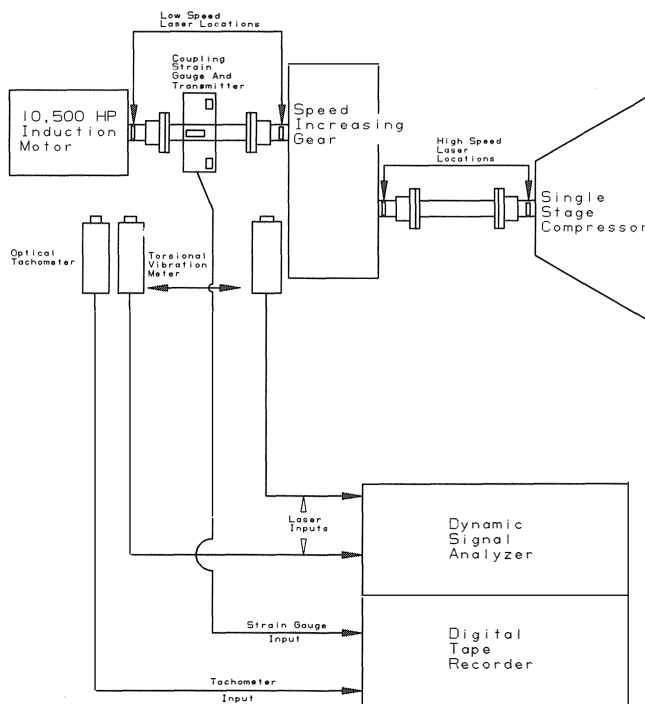 Low Speed
Laser Locations
Coupling
Strain
Gauge And
Transmitter
10,500 HP
Induction
Motor
Speed
Increasing
Gear
High Speed
Laser
Locations
Single
Stage
Compressor
Optical
Tachometer
Torsional
Vibration
Meter
Laser
Inputs
Dynamic
Signal
Analyzer
Strain Gauge
Input
Digital
Tape
Recorder
Tachometer
Input